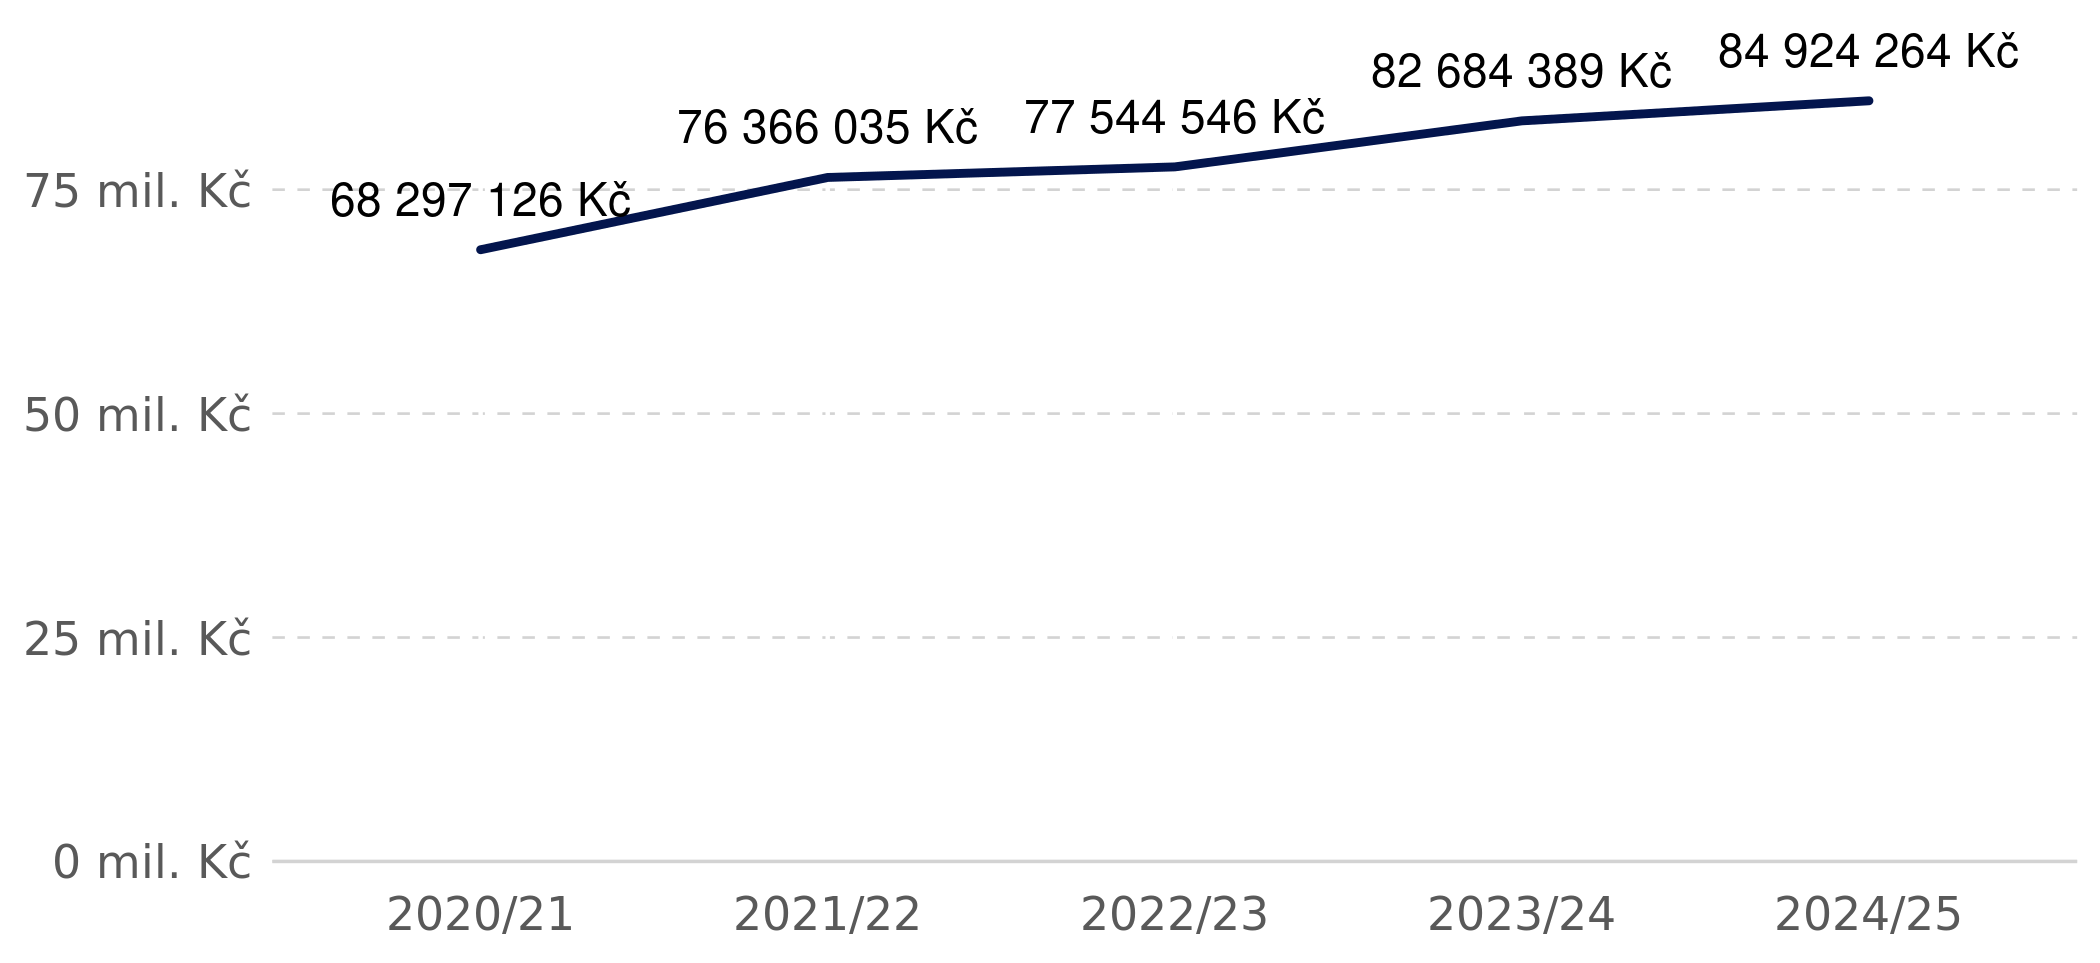 84 924 264 Kč
82 684 389 Kč
77 544 546 Kč
76 366 035 Kč
75 mil. Kč
68 297 126 Kč
50 mil. Kč
25 mil. Kč
0 mil. Kč
2020/21 2021/22 2022/23 2023/24 2024/25